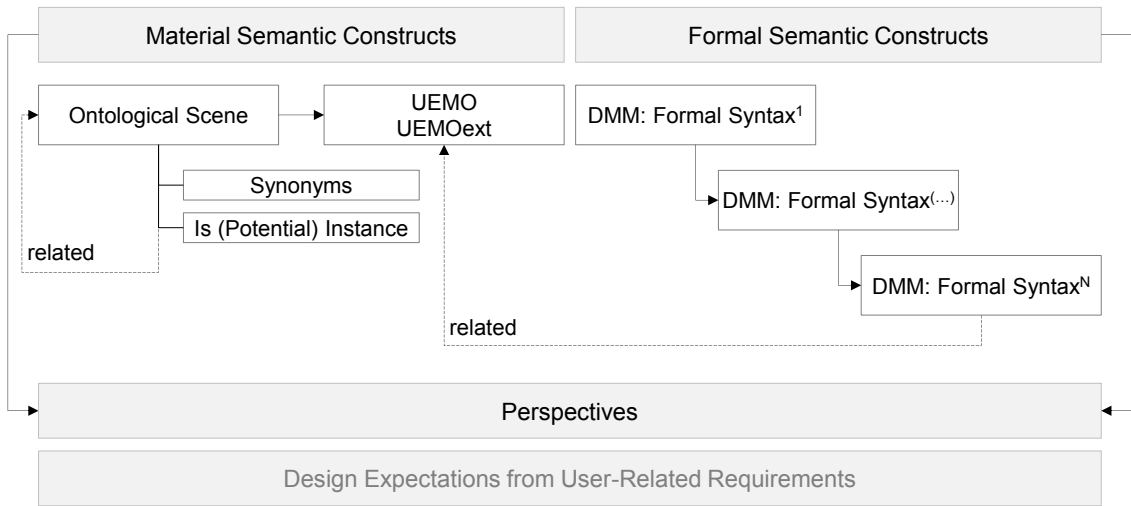 Material Semantic Constructs
Formal Semantic Constructs
Ontological Scene
UEMO
UEMOext
DMM: Formal Syntax¹
Synonyms
DMM: Formal Syntax⁽…⁾
Is (Potential) Instance
related
DMM: Formal Syntaxᴺ
related
Perspectives
Design Expectations from User-Related Requirements